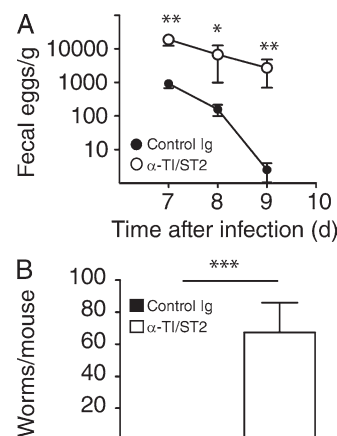 A
**
*
**
Fecal eggs/g
10000
1000
100
10
Control Ig
α-TI/ST2
7 8 9 10
Time after infection (d)
B
***
Worms/mouse
100
80
60
40
20
Control Ig
α-TI/ST2